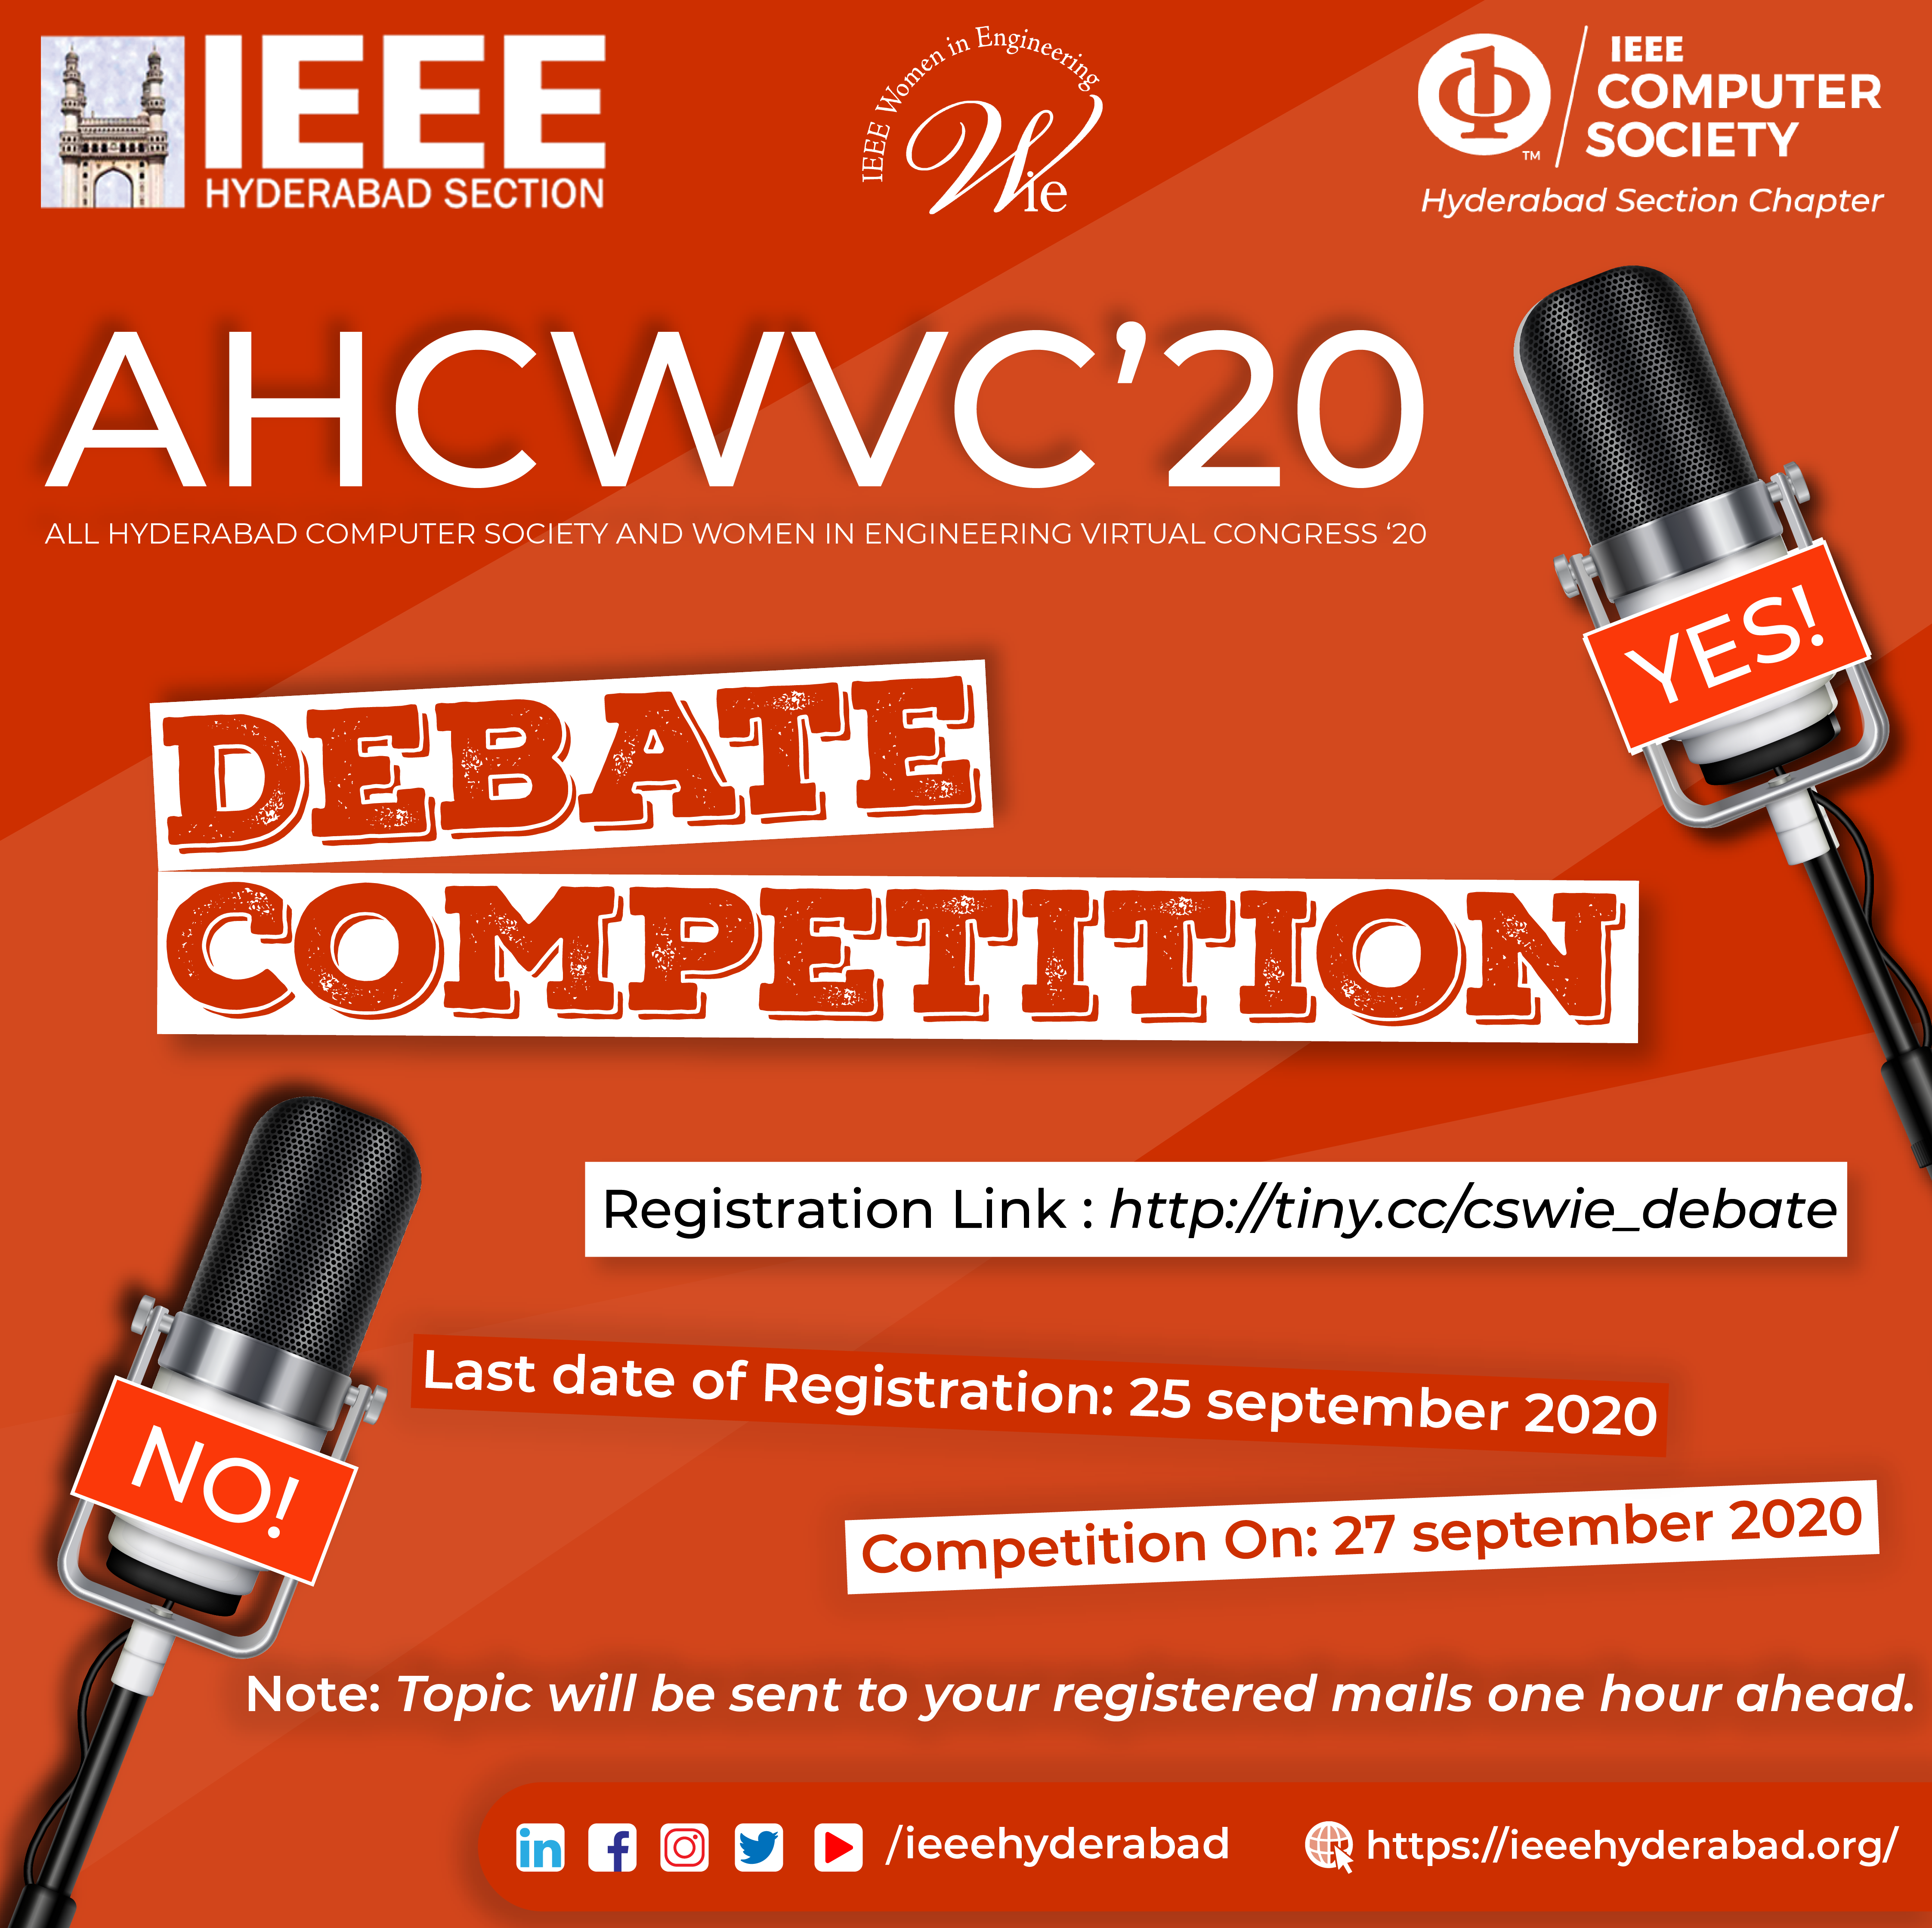 IEEE
HYDERABAD SECTION
IEEE Women in Engineering
Wie
IEEE
COMPUTER
SOCIETY
TM
Hyderabad Section Chapter
AHCWVC’20
ALL HYDERABAD COMPUTER SOCIETY AND WOMEN IN ENGINEERING VIRTUAL CONGRESS ‘20
YES!
DEBATE
COMPETITION
Registration Link : http://tiny.cc/cswie_debate
Last date of Registration: 25 september 2020
NO!
Competition On: 27 september 2020
Note: Topic will be sent to your registered mails one hour ahead.
in f /ieeehyderabad https://ieeehyderabad.org/